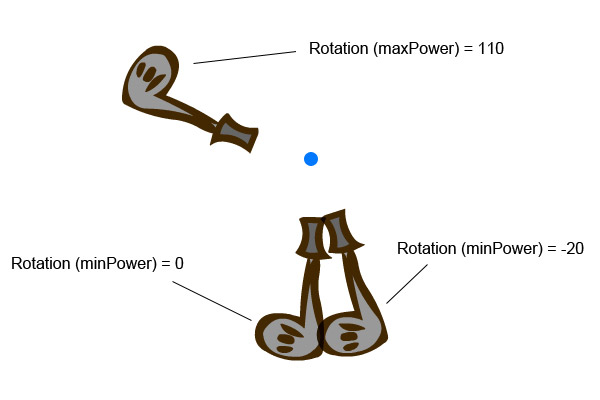 Rotation (maxPower) = 110
Rotation (minPower) = -20
Rotation (minPower) = 0